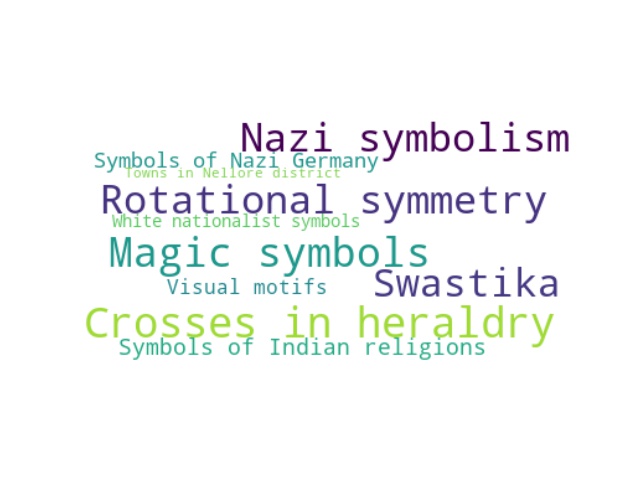 Nazi symbolism
Symbols of Nazi Germany
Towns in Nellore district
Rotational symmetry
White nationalist symbols
Magic symbols
Swastika
Visual motifs
Crosses in heraldry
Symbols of Indian religions